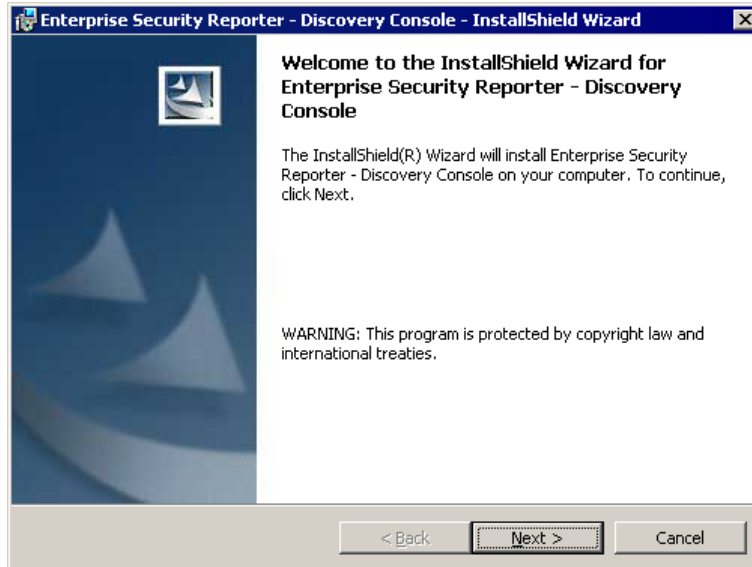 Enterprise Security Reporter - Discovery Console - InstallShield Wizard
Welcome to the InstallShield Wizard for
Enterprise Security Reporter - Discovery
Console
The InstallShield(R) Wizard will install Enterprise Security
Reporter - Discovery Console on your computer. To continue,
click Next.
WARNING: This program is protected by copyright law and
international treaties.
< Back
Next >
Cancel